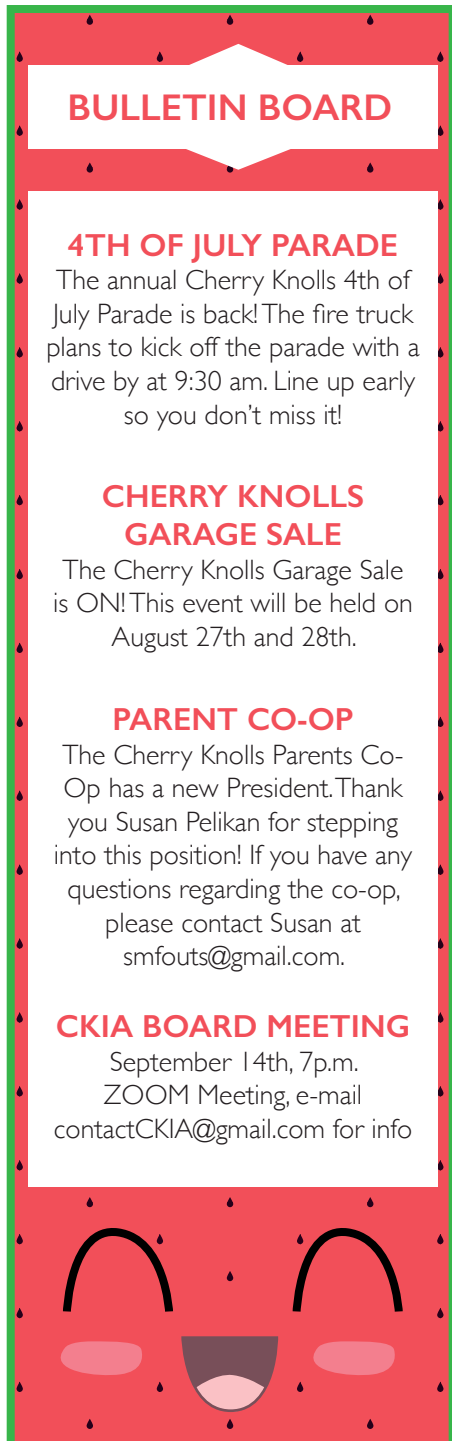 BULLETIN BOARD
4TH OF JULY PARADE
The annual Cherry Knolls 4th of
July Parade is back! The fire truck
plans to kick off the parade with a
drive by at 9:30 am. Line up early
so you don't miss it!
CHERRY KNOLLS
GARAGE SALE
The Cherry Knolls Garage Sale
is ON! This event will be held on
August 27th and 28th.
PARENT CO-OP
The Cherry Knolls Parents Co-
Op has a new President. Thank
you Susan Pelikan for stepping
into this position! If you have any
questions regarding the co-op,
please contact Susan at
smfouts@gmail.com.
CKIA BOARD MEETING
September 14th, 7p.m.
ZOOM Meeting, e-mail
contactCKIA@gmail.com for info